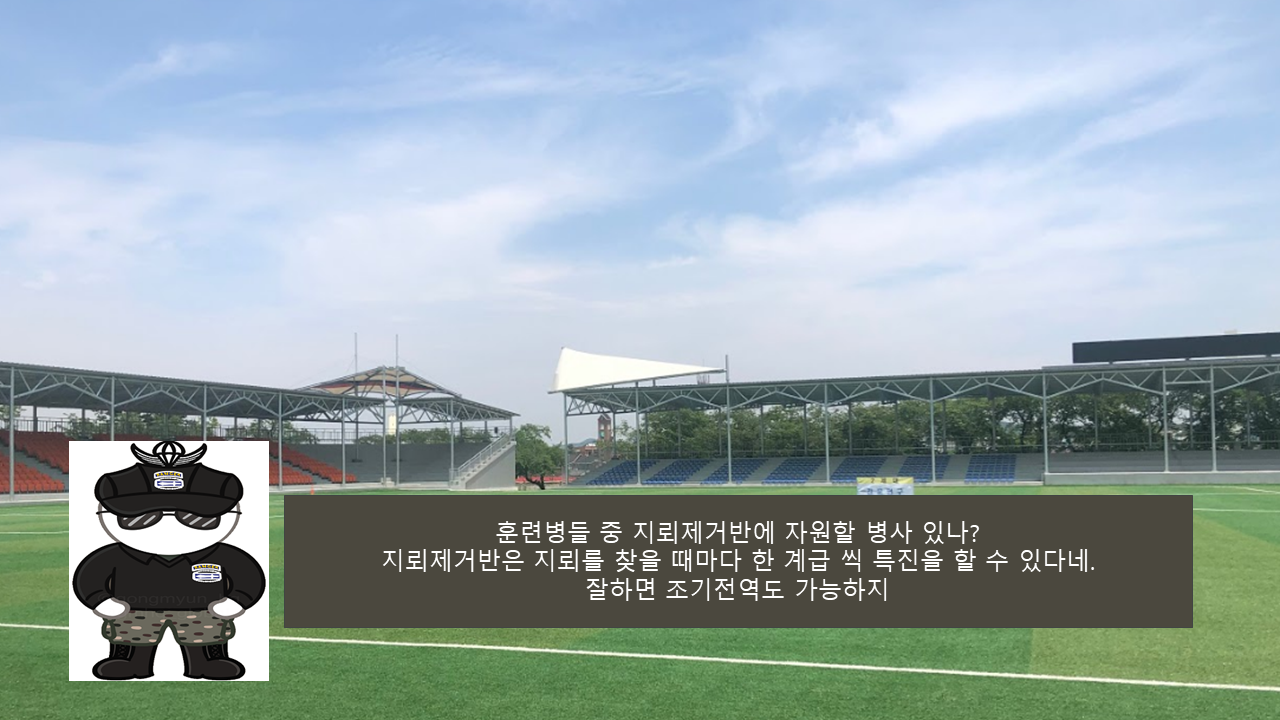 훈련병들 중 지뢰제거반에 자원할 병사 있나?
지뢰제거반은 지뢰를 찾을 때마다 한 계급 씩 특진을 할 수 있다네.
잘하면 조기전역도 가능하지